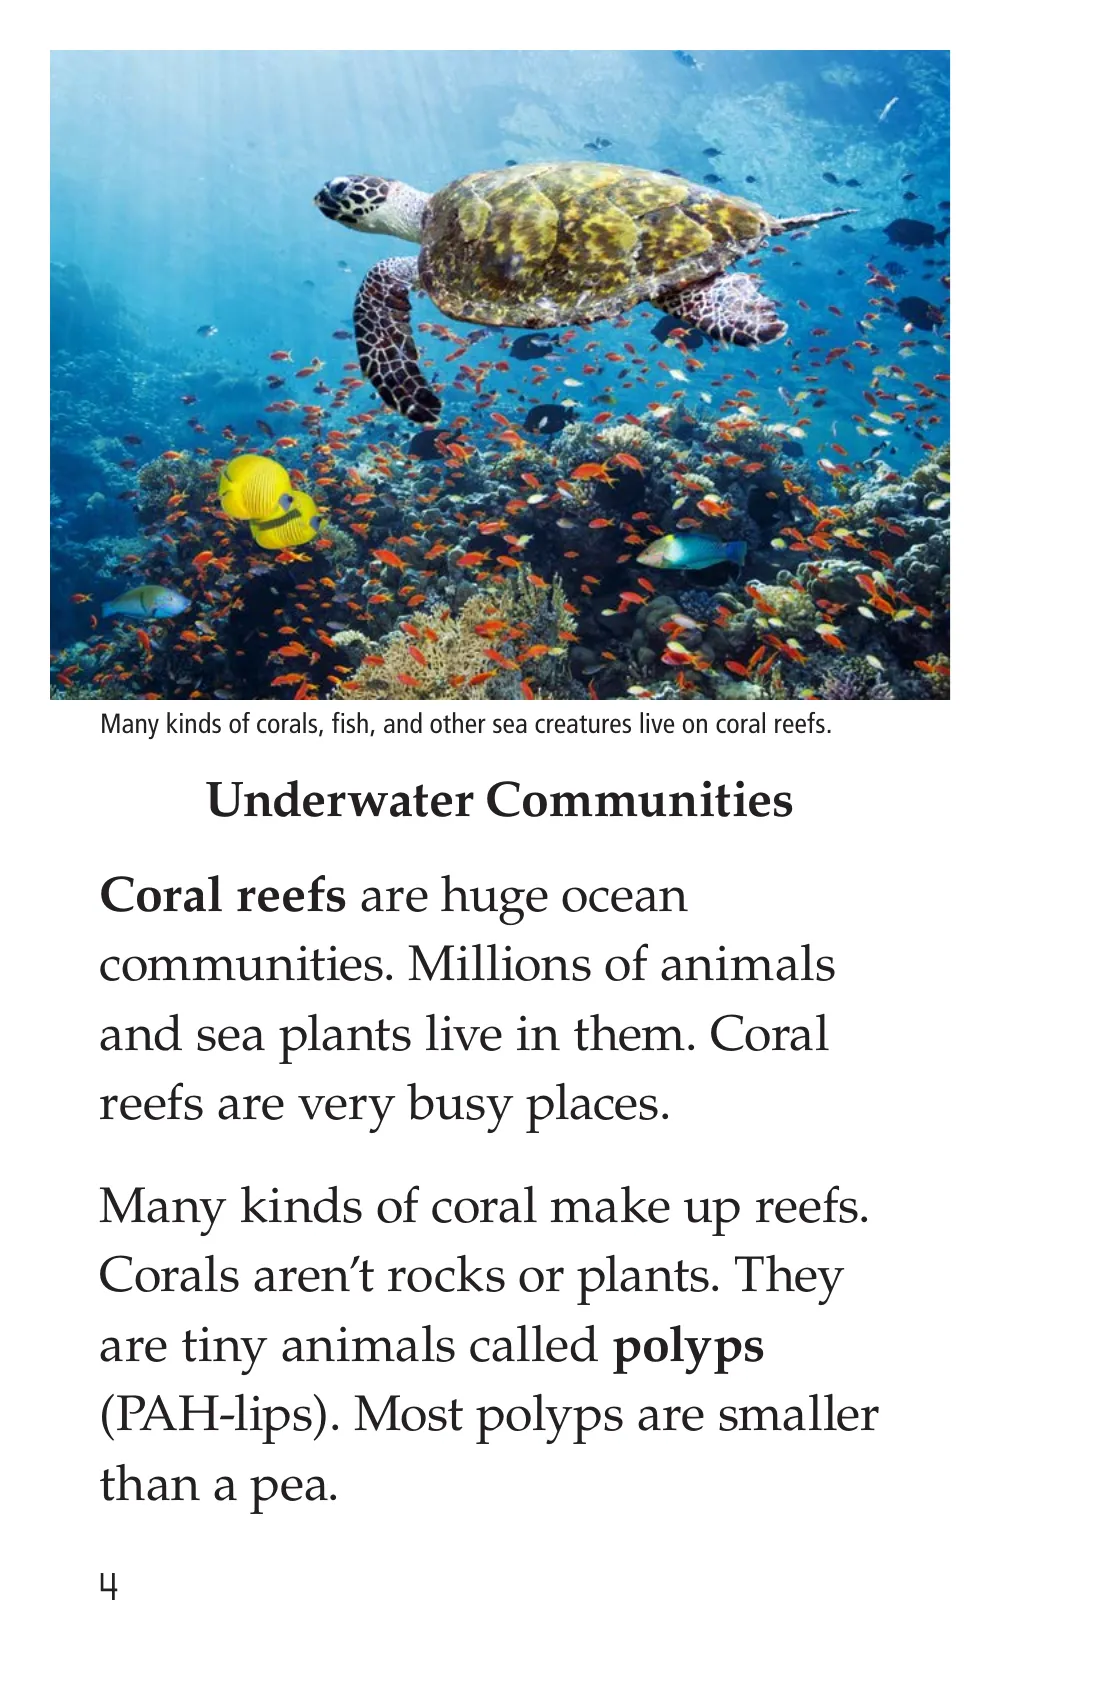 Many kinds of corals, fish, and other sea creatures live on coral reefs.
Underwater Communities
Coral reefs are huge ocean
communities. Millions of animals
and sea plants live in them. Coral
reefs are very busy places.
Many kinds of coral make up reefs.
Corals aren’t rocks or plants. They
are tiny animals called polyps
(PAH-lips). Most polyps are smaller
than a pea.
4